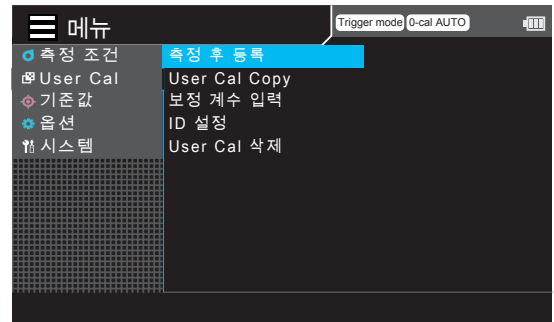 메뉴
Trigger mode 0-cal AUTO
측정 조건
User Cal
기준값
옵션
시스템
측정 후 등록
User Cal Copy
보정 계수 입력
ID 설정
User Cal 삭제